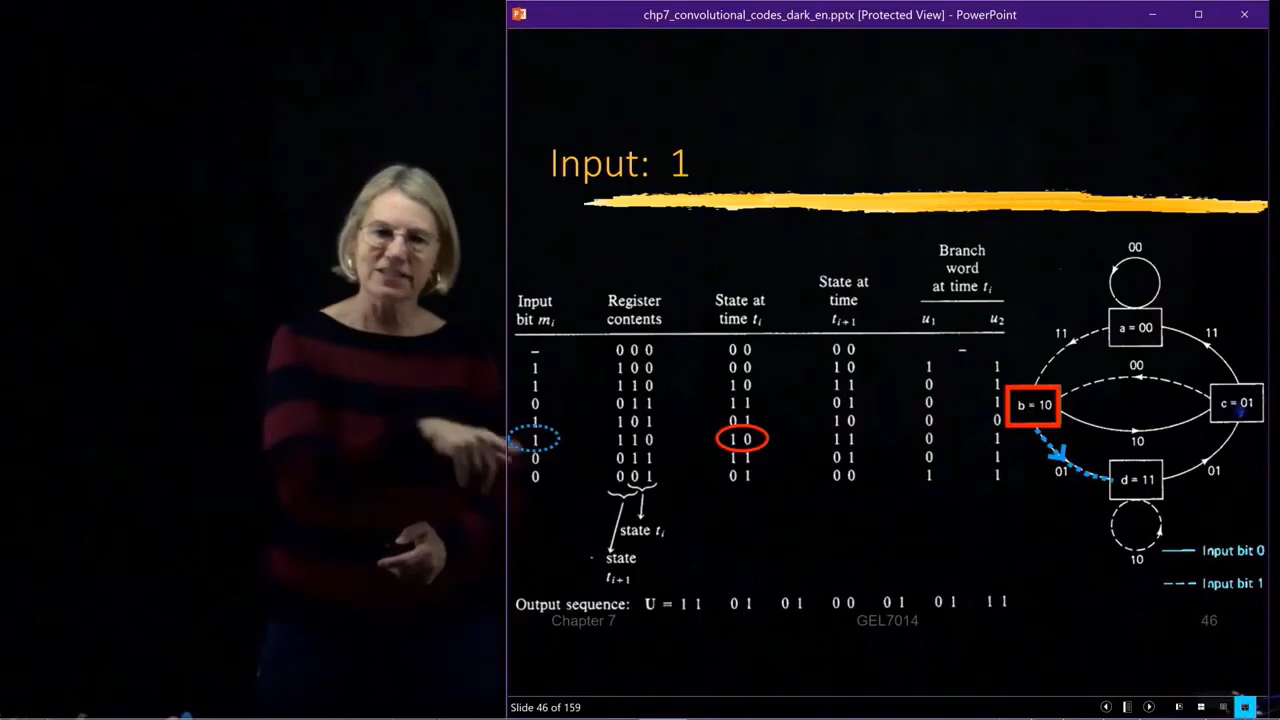 chp7_convolutional_codes_dark_en.pptx [Protected View] - PowerPoint
Input: 1
Input bit mᵢ
Register contents
State at time tᵢ
State at time tᵢ₊₁
Branch word at time tᵢ
u₁ u₂
– 0 0 0 0 0 0 0 –
1 1 0 0 0 0 1 0 1 1
1 1 1 0 1 0 1 1 0 1
0 0 1 1 1 1 0 1 0 1
1 1 0 1 0 1 1 0 0 0
1 1 1 0 1 0 1 1 0 1
0 0 1 1 1 1 0 1 0 1
0 0 0 1 0 1 0 0 1 1
state tᵢ
state
tᵢ₊₁
Output sequence: U = 1 1 0 1 0 1 0 0 0 1 0 1 1 1
00
a = 00
11
11
00
b = 10
c = 01
10
01
d = 11
01
10
Input bit 0
Input bit 1
Chapter 7 GEL7014 46
Slide 46 of 159